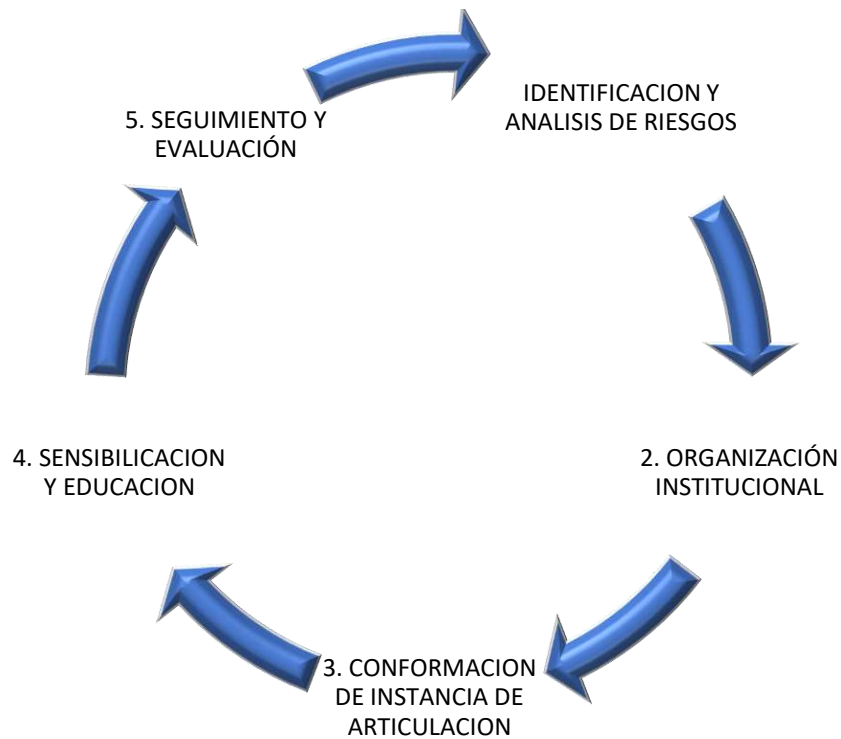 IDENTIFICACION Y
ANALISIS DE RIESGOS
2. ORGANIZACIÓN
INSTITUCIONAL
3. CONFORMACION
DE INSTANCIA DE
ARTICULACION
4. SENSIBILICACION
Y EDUCACION
5. SEGUIMIENTO Y
EVALUACIÓN